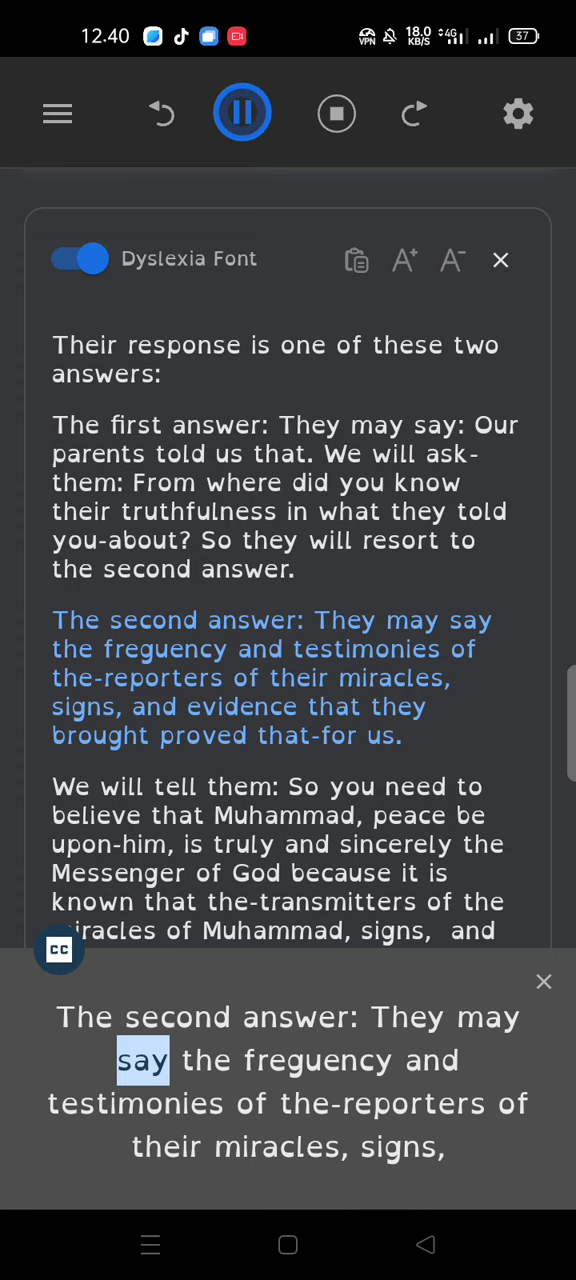 12.40
VPN
18.0
KB/S
4G
37
Dyslexia Font
A+
A-
Their response is one of these two
answers:
The first answer: They may say: Our
parents told us that. We will ask-
them: From where did you know
their truthfulness in what they told
you-about? So they will resort to
the second answer.
The second answer: They may say
the freguency and testimonies of
the-reporters of their miracles,
signs, and evidence that they
brought proved that-for us.
We will tell them: So you need to
believe that Muhammad, peace be
upon-him, is truly and sincerely the
Messenger of God because it is
known that the-transmitters of the
miracles of Muhammad, signs,  and
CC
The second answer: They may
say the freguency and
testimonies of the-reporters of
their miracles, signs,